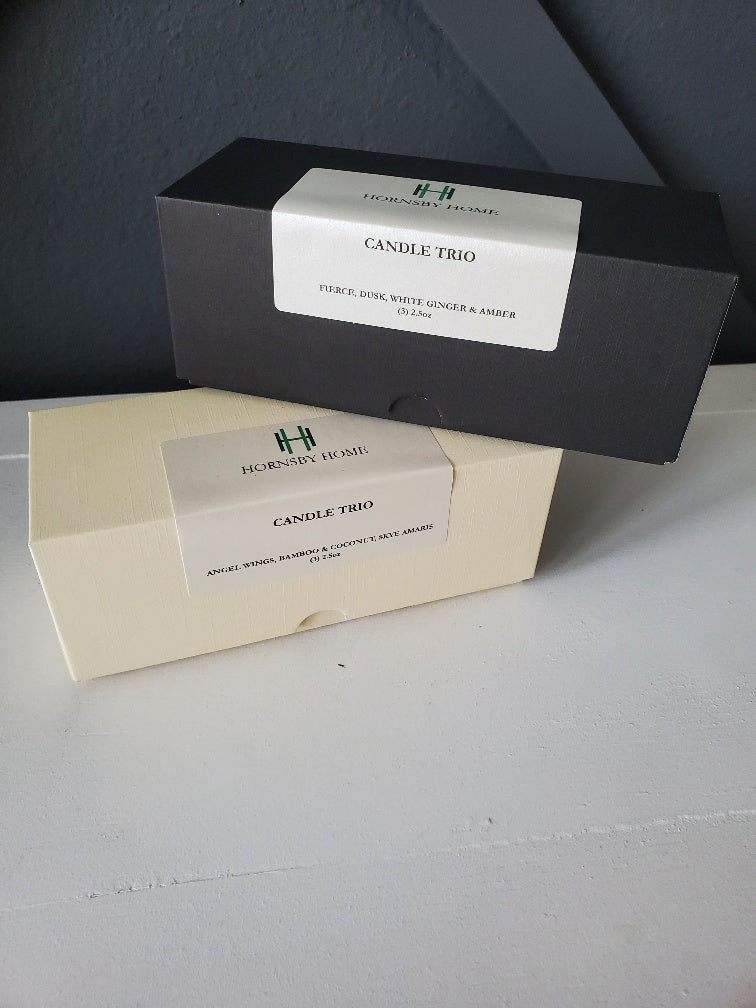 HORNSBY HOME
CANDLE TRIO
FIERCE, DUSK, WHITE GINGER & AMBER
(3) 2.5oz
HORNSBY HOME
CANDLE TRIO
ANGEL WINGS, BAMBOO & COCONUT, SKYE AMARIS
(3) 2.5oz